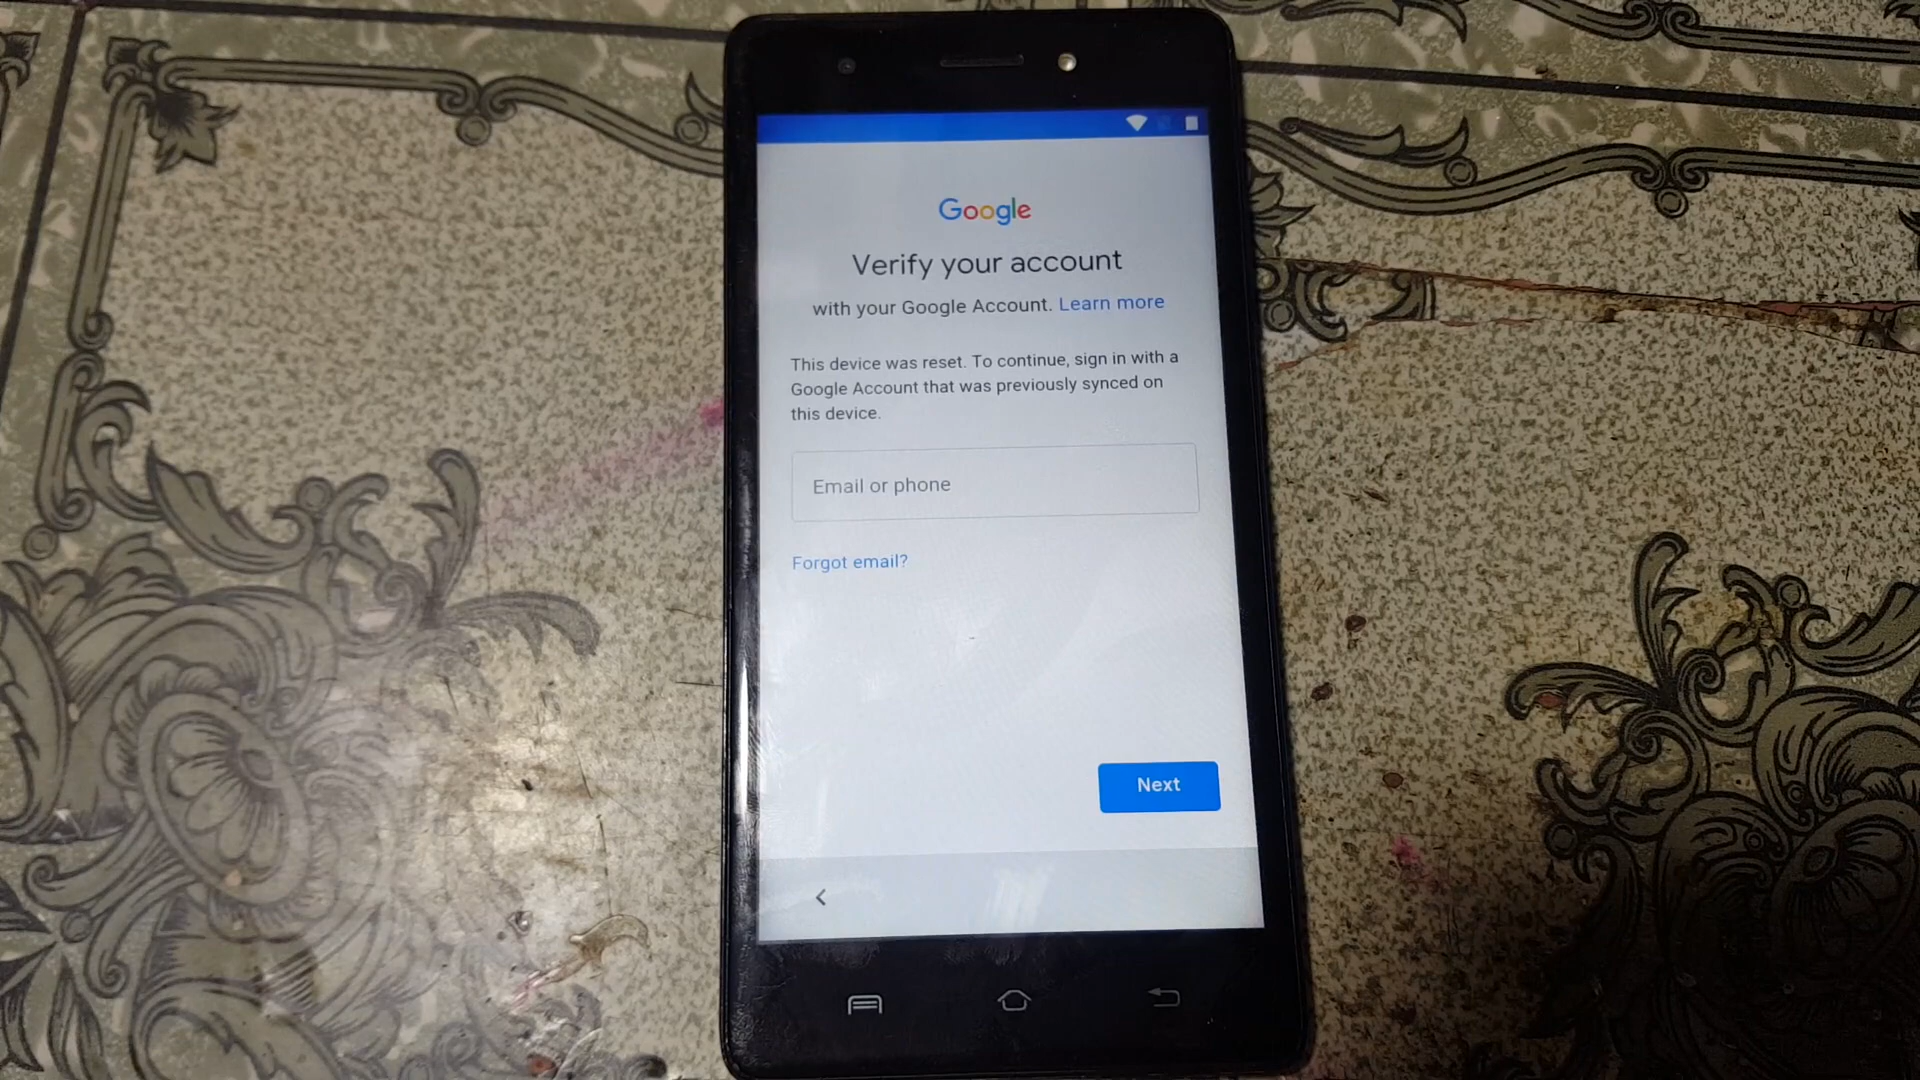 Google
Verify your account
with your Google Account. Learn more
This device was reset. To continue, sign in with a
Google Account that was previously synced on
this device.
Email or phone
Forgot email?
Next